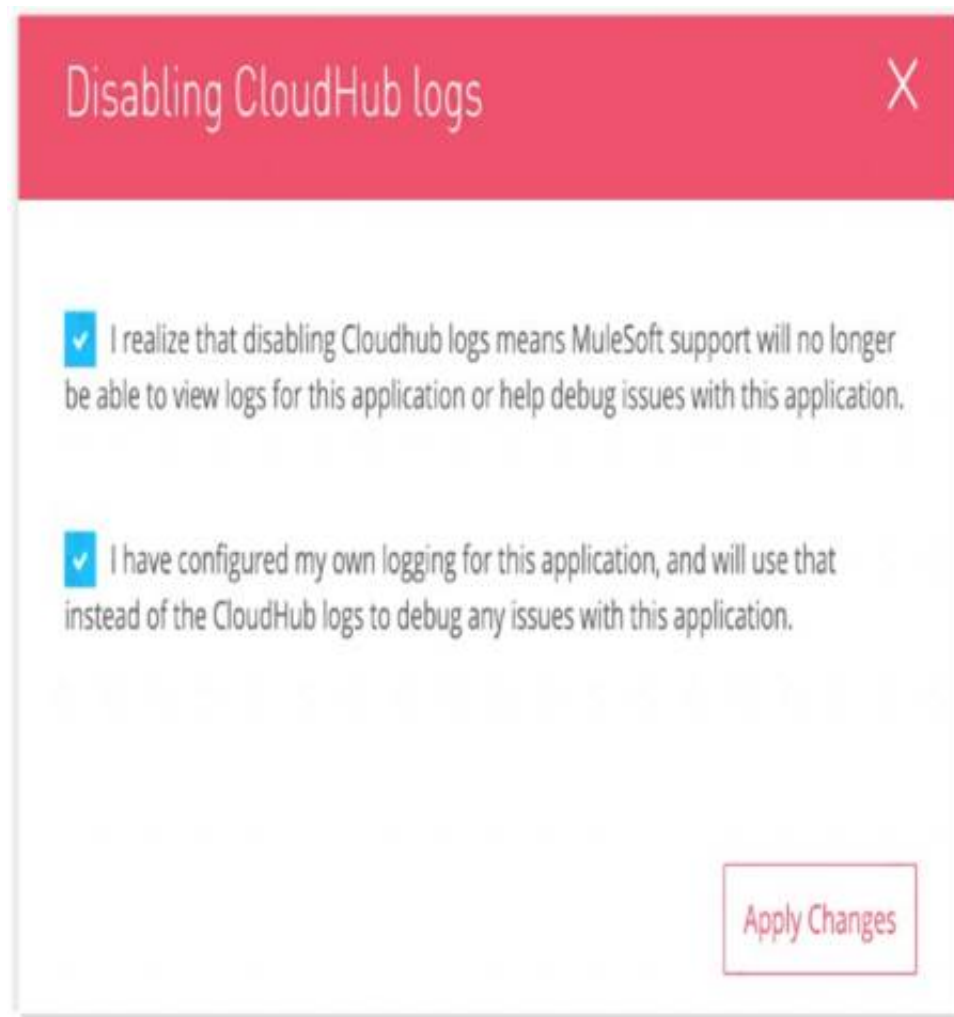 Disabling CloudHub logs X
I realize that disabling Cloudhub logs means MuleSoft support will no longer
be able to view logs for this application or help debug issues with this application.
I have configured my own logging for this application, and will use that
instead of the CloudHub logs to debug any issues with this application.
Apply Changes